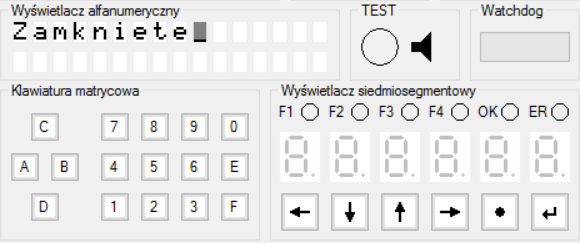 Wyświetlacz alfanumeryczny
Zamkniete
TEST
Watchdog
Klawiatura matrycowa
C 7 8 9 0
A B 4 5 6 E
D 1 2 3 F
Wyświetlacz siedmiosegmentowy
F1 F2 F3 F4 OK ER